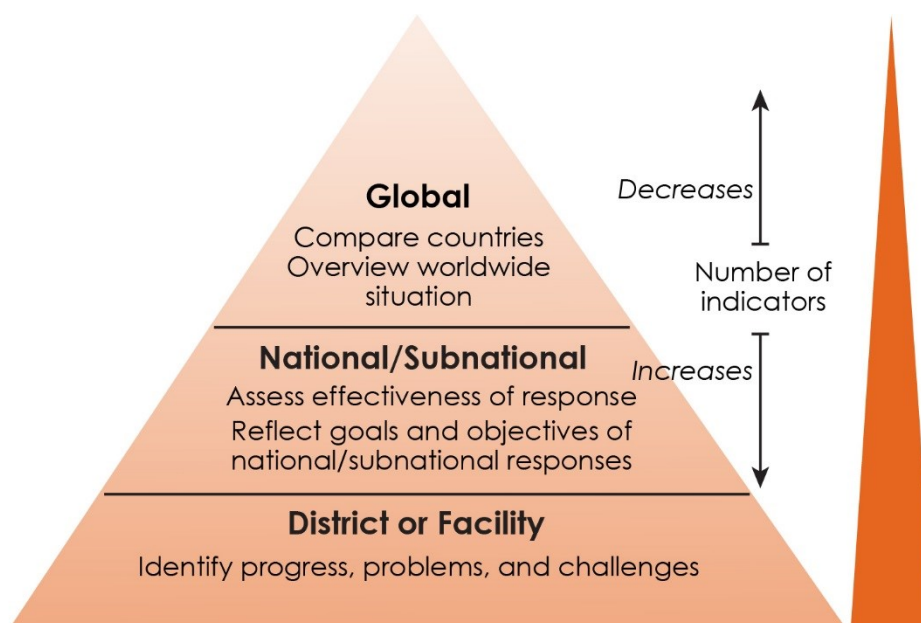 Global
Compare countries
Overview worldwide
situation
National/Subnational
Assess effectiveness of response
Reflect goals and objectives of
national/subnational responses
District or Facility
Identify progress, problems, and challenges
Decreases
Number of
indicators
Increases